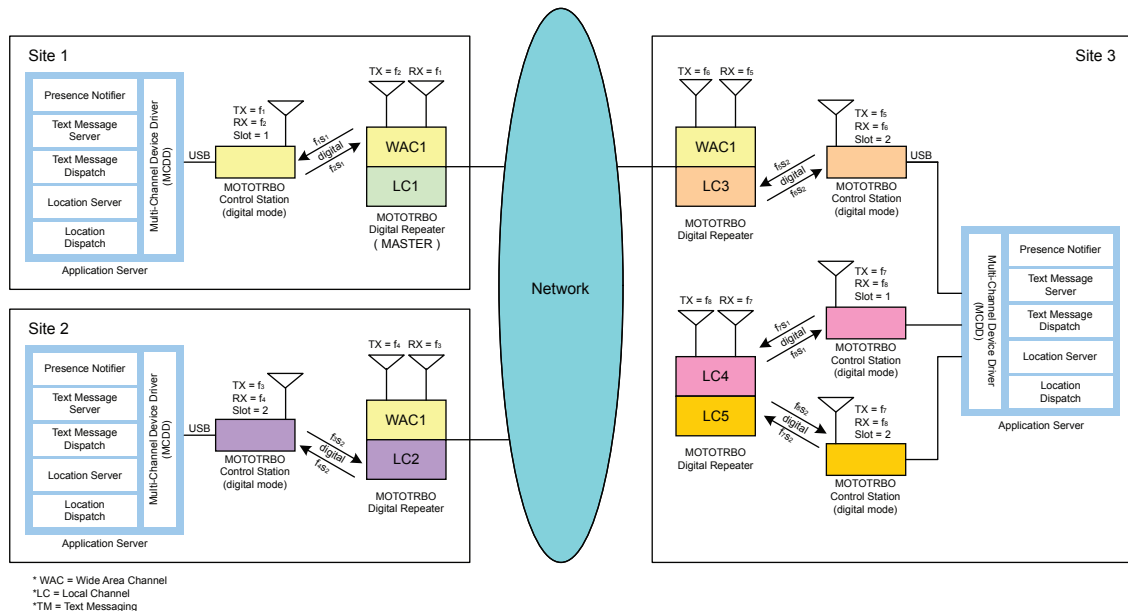 Site 1
Presence Notifier
Text Message
Server
Text Message
Dispatch
Location Server
Location
Dispatch
Multi-Channel Device Driver
(MCDD)
Application Server
USB
TX = f₁
RX = f₂
Slot = 1
MOTOTRBO
Control Station
(digital mode)
f₁s₁
digital
f₂s₁
TX = f₂
RX = f₁
WAC1
LC1
MOTOTRBO
Digital Repeater
( MASTER )
Site 2
Presence Notifier
Text Message
Server
Text Message
Dispatch
Location Server
Location
Dispatch
Multi-Channel Device Driver
(MCDD)
Application Server
USB
TX = f₃
RX = f₄
Slot = 2
MOTOTRBO
Control Station
(digital mode)
f₃s₂
digital
f₄s₂
TX = f₄
RX = f₃
WAC1
LC2
MOTOTRBO
Digital Repeater
Network
Site 3
TX = f₆
RX = f₅
WAC1
LC3
MOTOTRBO
Digital Repeater
f₅s₂
digital
f₆s₂
TX = f₅
RX = f₆
Slot = 2
USB
MOTOTRBO
Control Station
(digital mode)
TX = f₈
RX = f₇
LC4
LC5
MOTOTRBO
Digital Repeater
f₇s₁
digital
f₈s₁
TX = f₇
RX = f₈
Slot = 1
MOTOTRBO
Control Station
(digital mode)
f₈s₂
digital
f₇s₂
TX = f₇
RX = f₈
Slot = 2
MOTOTRBO
Control Station
(digital mode)
Multi-Channel Device Driver
(MCDD)
Presence Notifier
Text Message
Server
Text Message
Dispatch
Location Server
Location
Dispatch
Application Server
* WAC = Wide Area Channel
*LC = Local Channel
*TM = Text Messaging